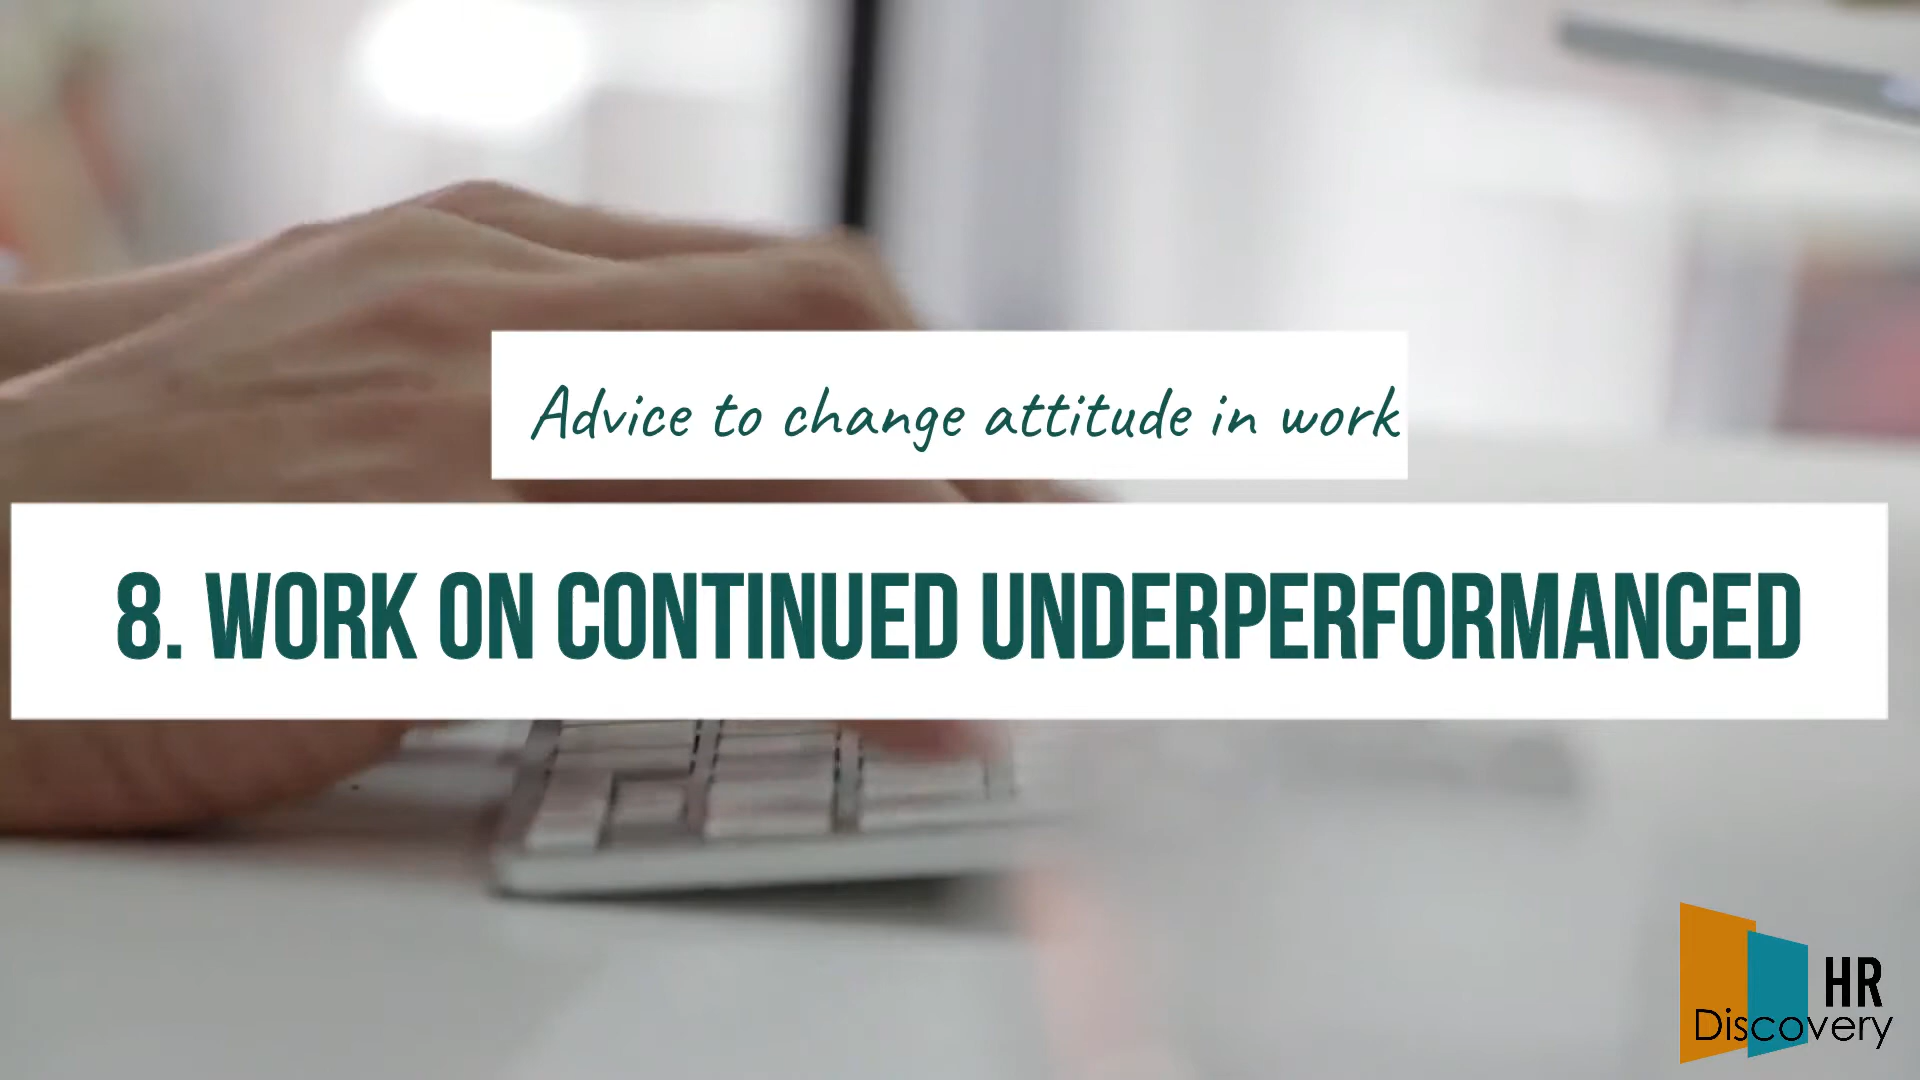 Advice to change attitude in work
8. WORK ON CONTINUED UNDERPERFORMANCED
HR
Discovery